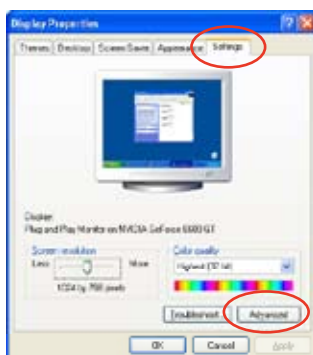 Display Properties
Themes Desktop Screen Saver Appearance Settings
Display:
Plug and Play Monitor on NVIDIA GeForce 6600 GT
Screen resolution
Less More
1024 by 768 pixels
Color quality
Highest (32 bit)
Troubleshoot... Advanced
OK Cancel Apply